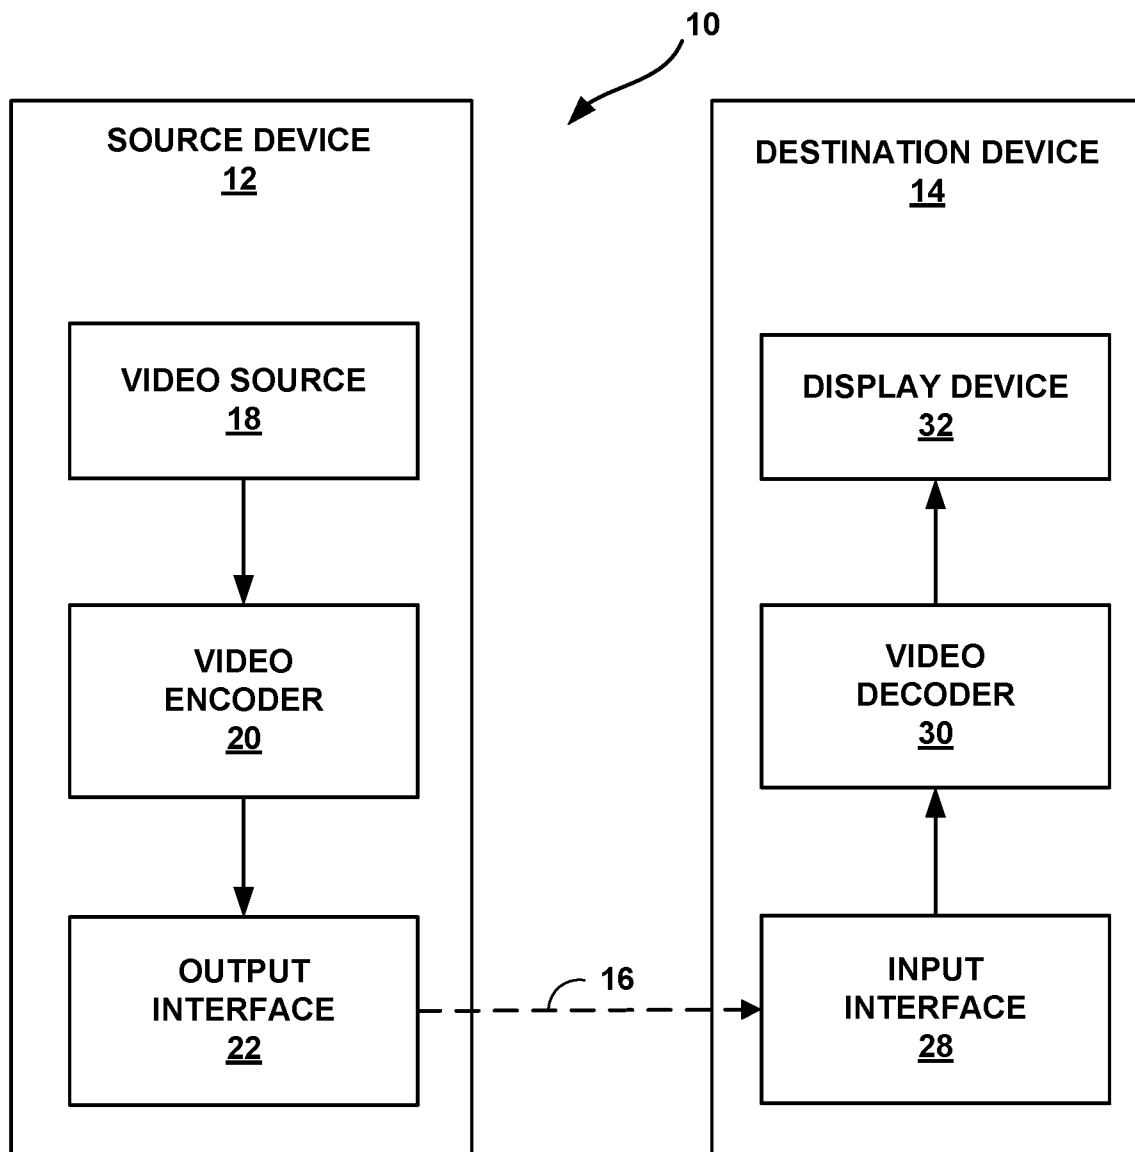 10
SOURCE DEVICE
12
VIDEO SOURCE
18
VIDEO
ENCODER
20
OUTPUT
INTERFACE
22
16
DESTINATION DEVICE
14
DISPLAY DEVICE
32
VIDEO
DECODER
30
INPUT
INTERFACE
28